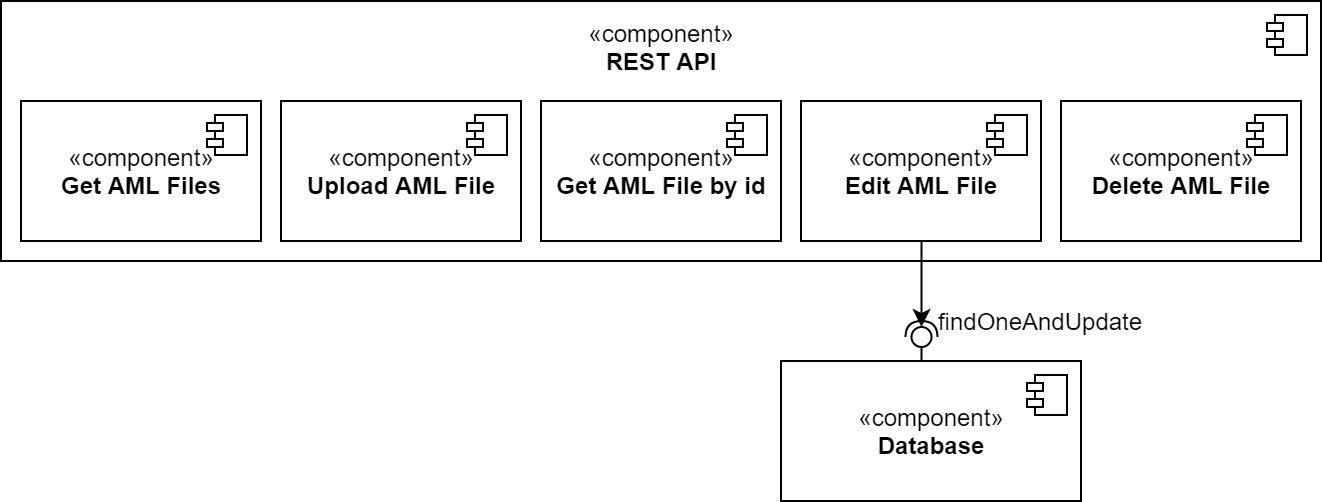 «component»
REST API
«component»
Get AML Files
«component»
Upload AML File
«component»
Get AML File by id
«component»
Edit AML File
«component»
Delete AML File
findOneAndUpdate
«component»
Database